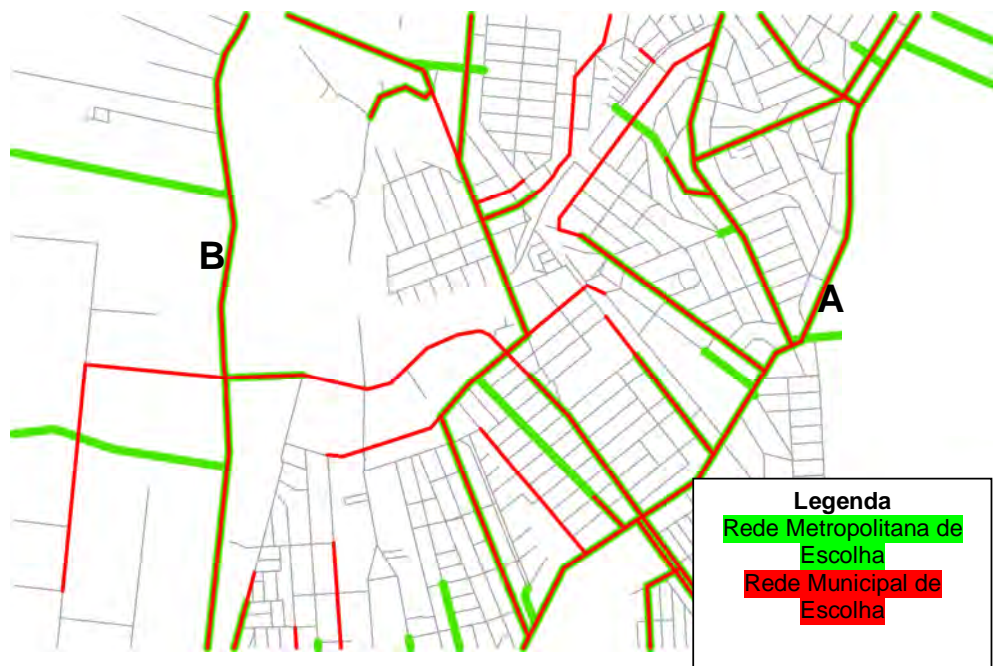 B
A
Legenda
Rede Metropolitana de
Escolha
Rede Municipal de
Escolha